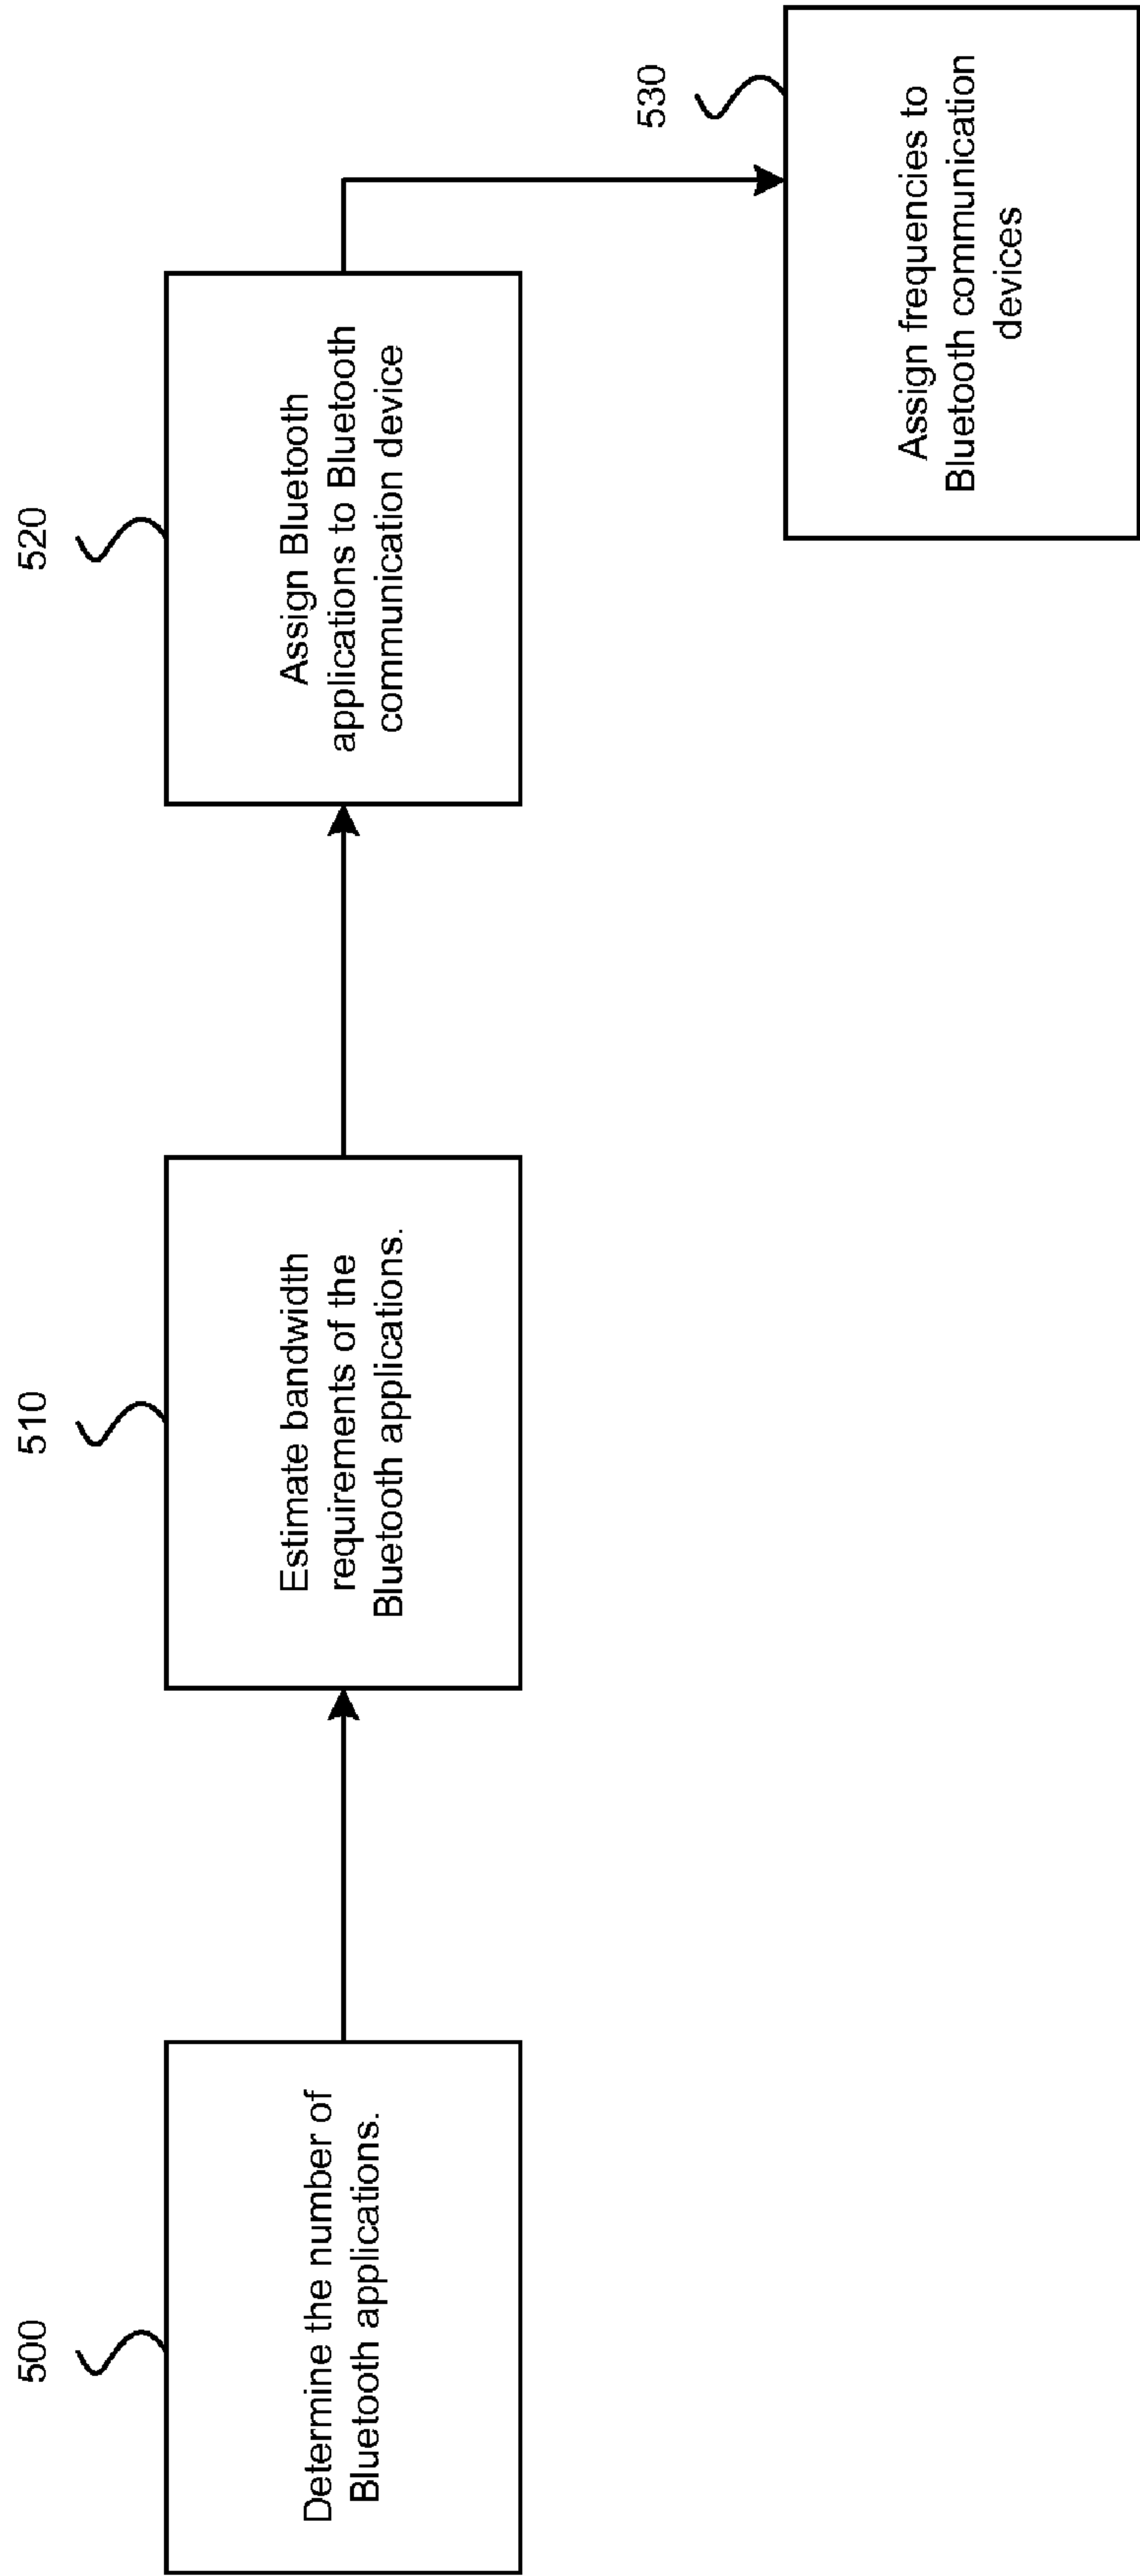 500
Determine the number of
Bluetooth applications.
510
Estimate bandwidth
requirements of the
Bluetooth applications.
520
Assign Bluetooth
applications to Bluetooth
communication device
530
Assign frequencies to
Bluetooth communication
devices